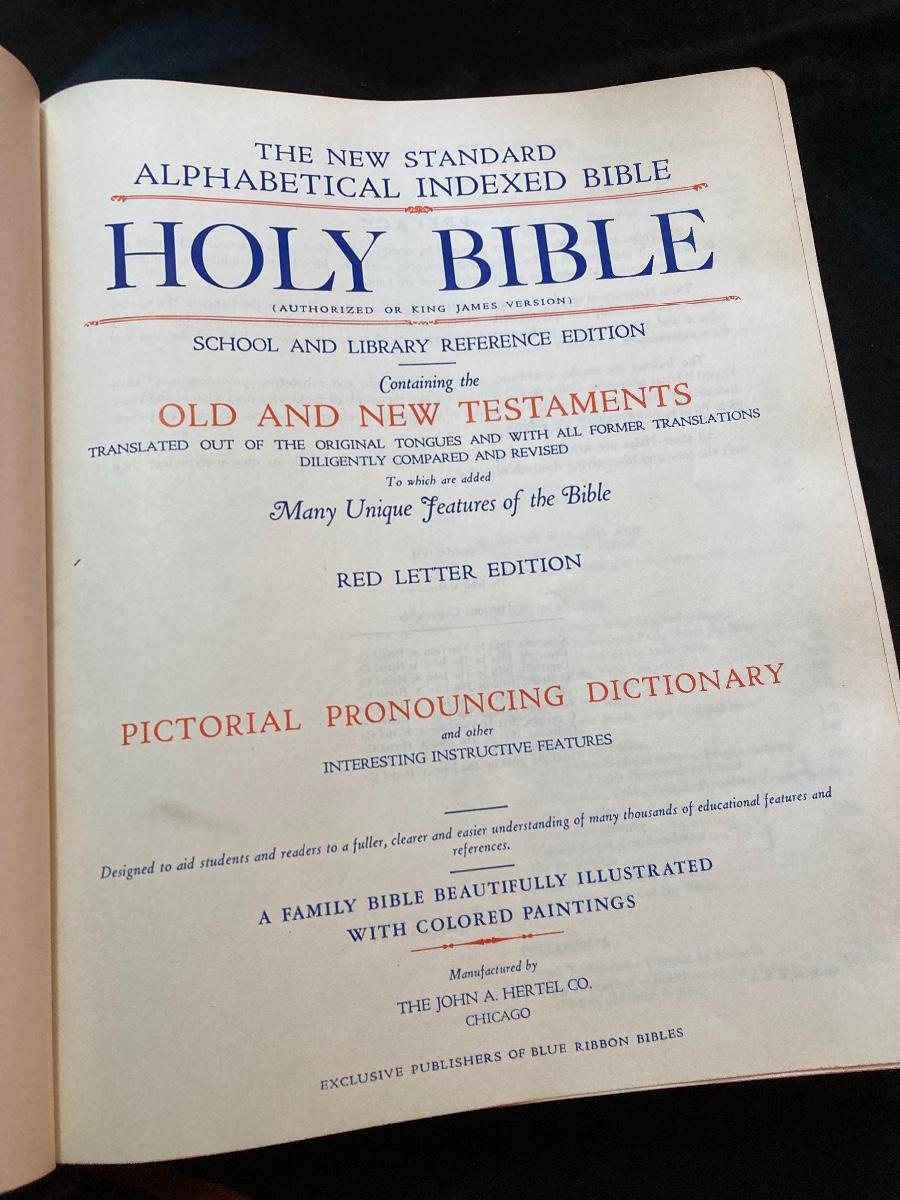 THE NEW STANDARD
ALPHABETICAL INDEXED BIBLE
HOLY BIBLE
(AUTHORIZED OR KING JAMES VERSION)
SCHOOL AND LIBRARY REFERENCE EDITION
Containing the
OLD AND NEW TESTAMENTS
TRANSLATED OUT OF THE ORIGINAL TONGUES AND WITH ALL FORMER TRANSLATIONS
DILIGENTLY COMPARED AND REVISED
To which are added
Many Unique Features of the Bible
RED LETTER EDITION
PICTORIAL PRONOUNCING DICTIONARY
and other
INTERESTING INSTRUCTIVE FEATURES
Designed to aid students and readers to a fuller, clearer and easier understanding of many thousands of educational features and
references.
A FAMILY BIBLE BEAUTIFULLY ILLUSTRATED
WITH COLORED PAINTINGS
Manufactured by
THE JOHN A. HERTEL CO.
CHICAGO
EXCLUSIVE PUBLISHERS OF BLUE RIBBON BIBLES